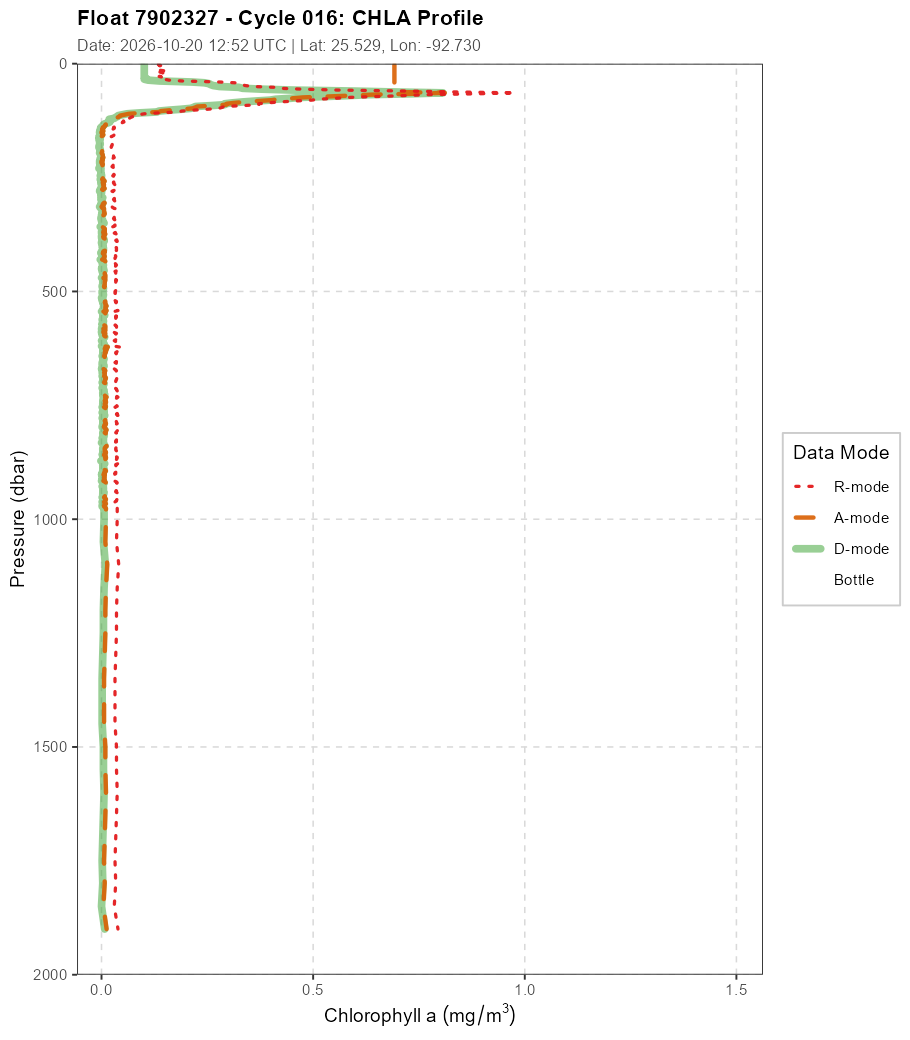 Float 7902327 - Cycle 016: CHLA Profile
Date: 2026-10-20 12:52 UTC | Lat: 25.529, Lon: -92.730
0
500
1000
1500
2000
Pressure (dbar)
0.0 0.5 1.0 1.5
Chlorophyll a (mg/m³)
Data Mode
R-mode
A-mode
D-mode
Bottle